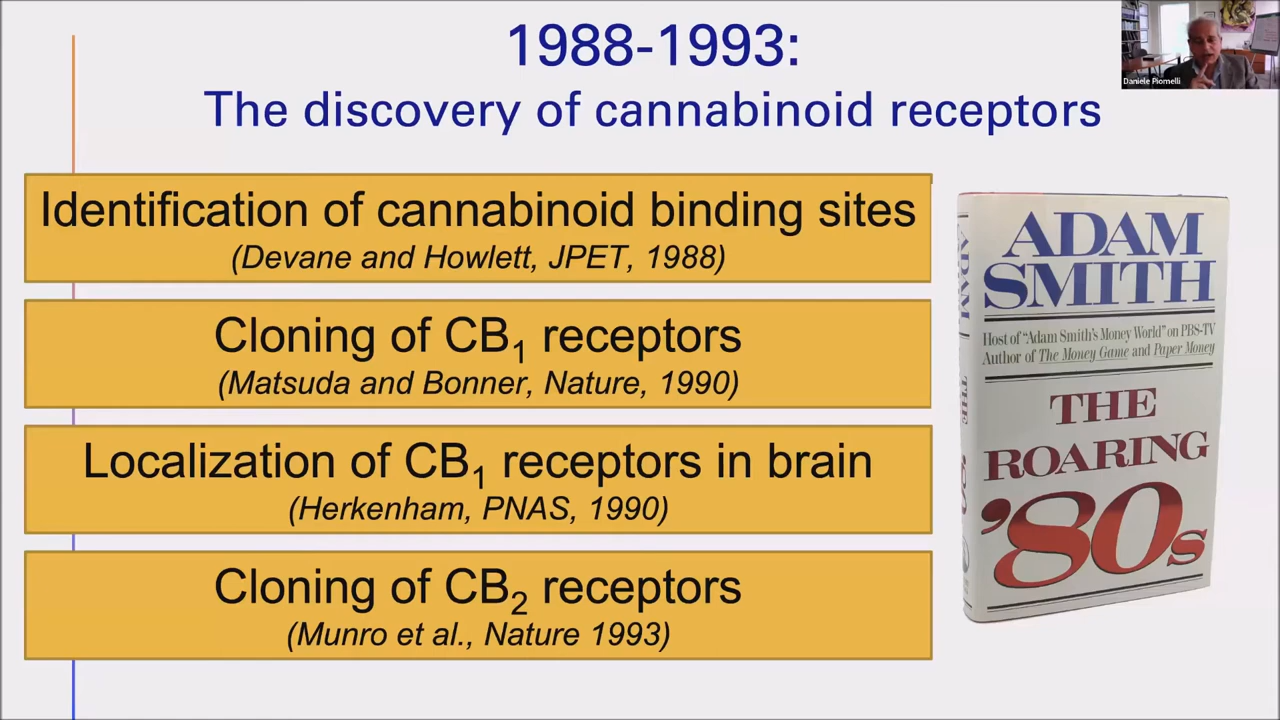 1988-1993:
The discovery of cannabinoid receptors
Daniele Piomelli
Identification of cannabinoid binding sites
(Devane and Howlett, JPET, 1988)
Cloning of CB₁ receptors
(Matsuda and Bonner, Nature, 1990)
Localization of CB₁ receptors in brain
(Herkenham, PNAS, 1990)
Cloning of CB₂ receptors
(Munro et al., Nature 1993)
ADAM
SMITH
Host of “Adam Smith’s Money World” on PBS-TV
Author of The Money Game and Paper Money
THE
ROARING
’80s